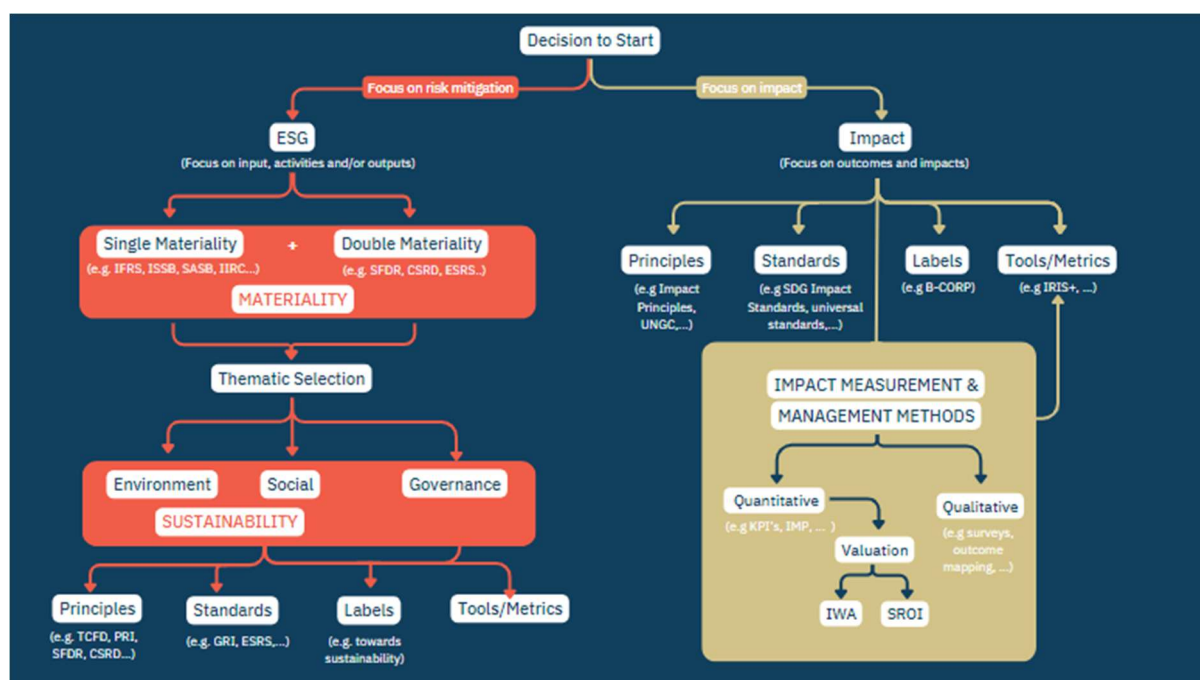 Decision to Start
Focus on risk mitigation
Focus on impact
ESG
(Focus on input, activities and/or outputs)
Impact
(Focus on outcomes and impacts)
Single Materiality
+
Double Materiality
(e.g. IFRS, ISSB, SASB, IIRC...)
(e.g. SFDR, CSRD, ESRS..)
MATERIALITY
Thematic Selection
Environment
Social
Governance
SUSTAINABILITY
Principles
(e.g. TCFD, PRI,
SFDR, CSRD...)
Standards
(e.g. GRI, ESRS,...)
Labels
(e.g. towards
sustainability)
Tools/Metrics
Principles
(e.g Impact
Principles,
UNGC,...)
Standards
(e.g SDG Impact
Standards, universal
standards,...)
Labels
(e.g B-CORP)
Tools/Metrics
(e.g IRIS+, ...)
IMPACT MEASUREMENT &
MANAGEMENT METHODS
Quantitative
(e.g KPI's, IMP, ... )
Valuation
IWA
SROI
Qualitative
(e.g surveys,
outcome
mapping, ...)